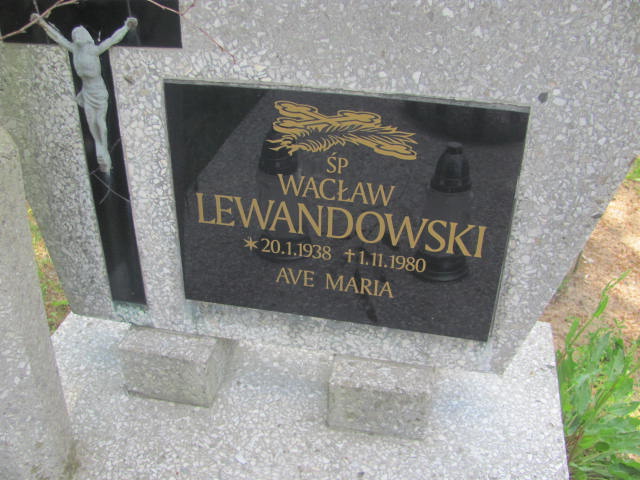 ŚP
WACŁAW
LEWANDOWSKI
*20.1.1938 †1.11.1980
AVE MARIA